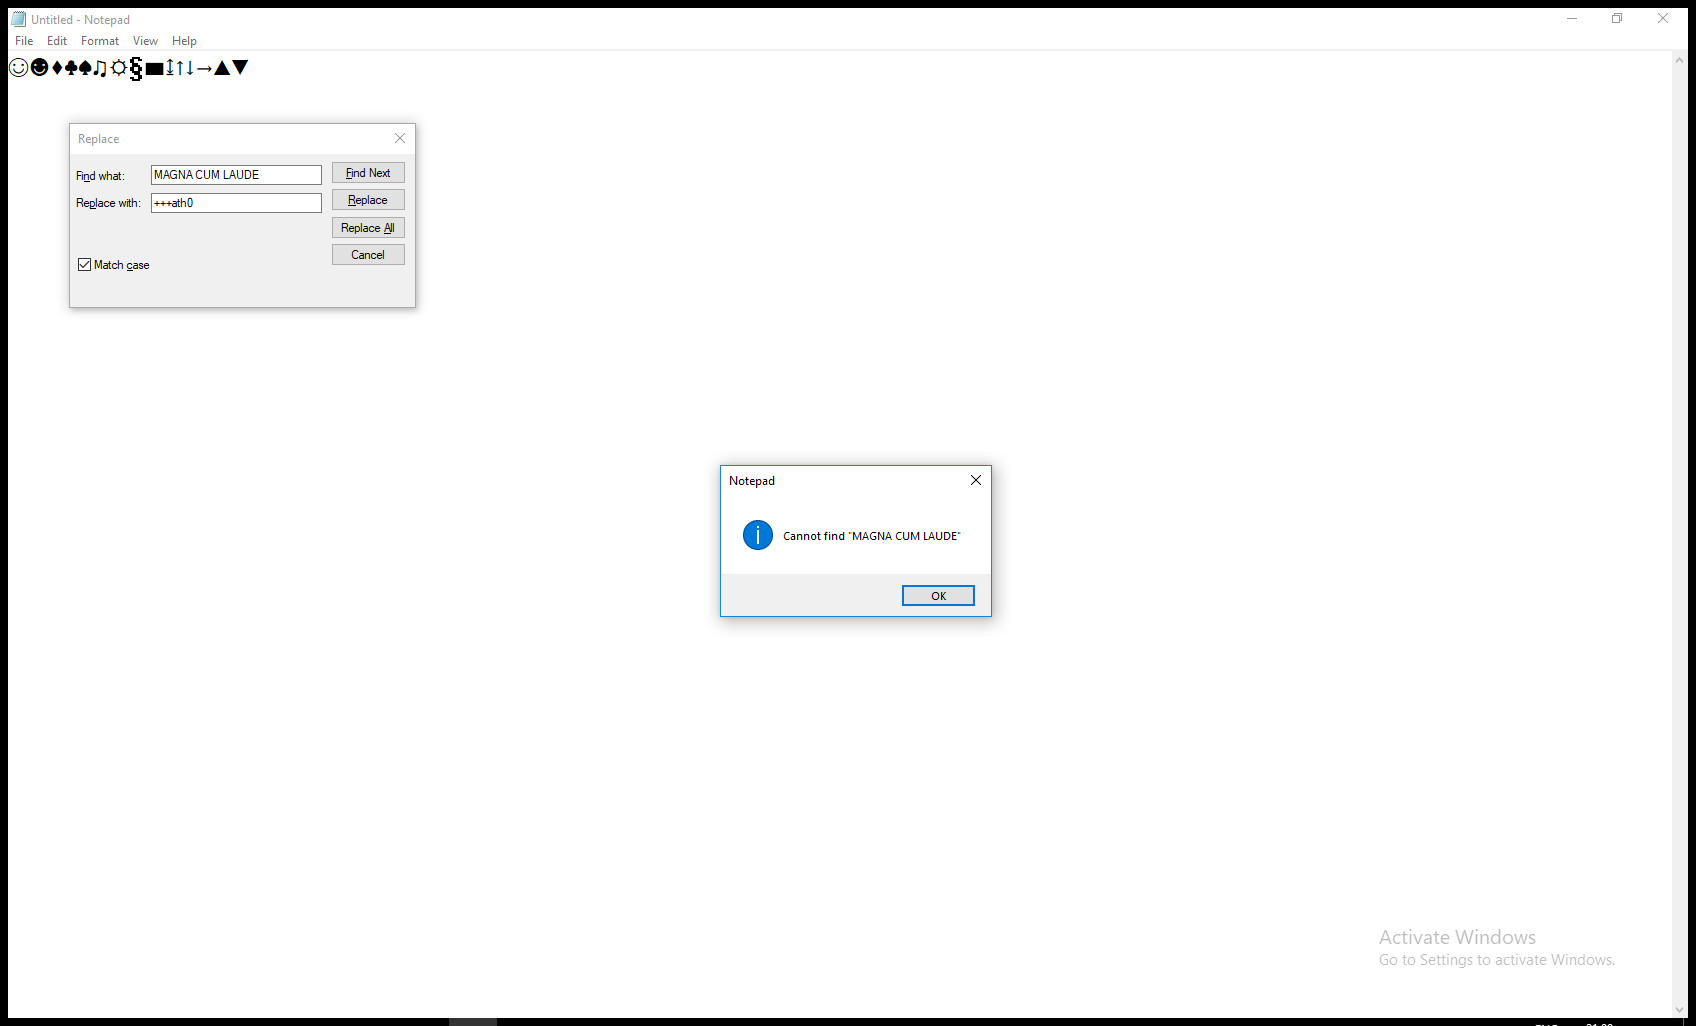 Untitled - Notepad
File Edit Format View Help
☺☻♦♣♠♫☼§■↨↑↓→▲▼
Replace
Find what: MAGNA CUM LAUDE Find Next
Replace with: +++ath0 Replace
Replace All
Cancel
Match case
Notepad
Cannot find "MAGNA CUM LAUDE"
OK
Activate Windows
Go to Settings to activate Windows.